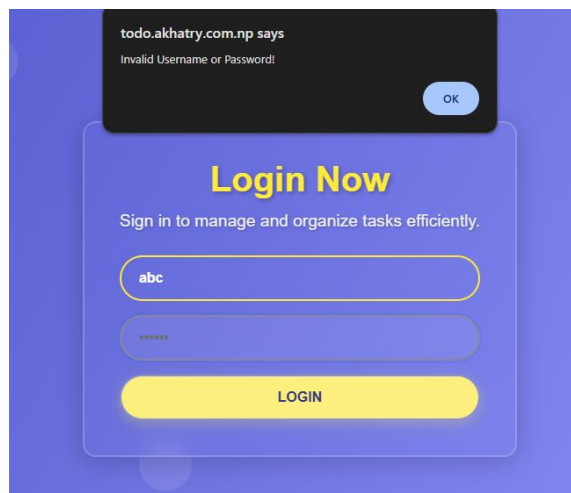 todo.akhatry.com.np says
Invalid Username or Password!
OK
Login Now
Sign in to manage and organize tasks efficiently.
abc
••••••
LOGIN